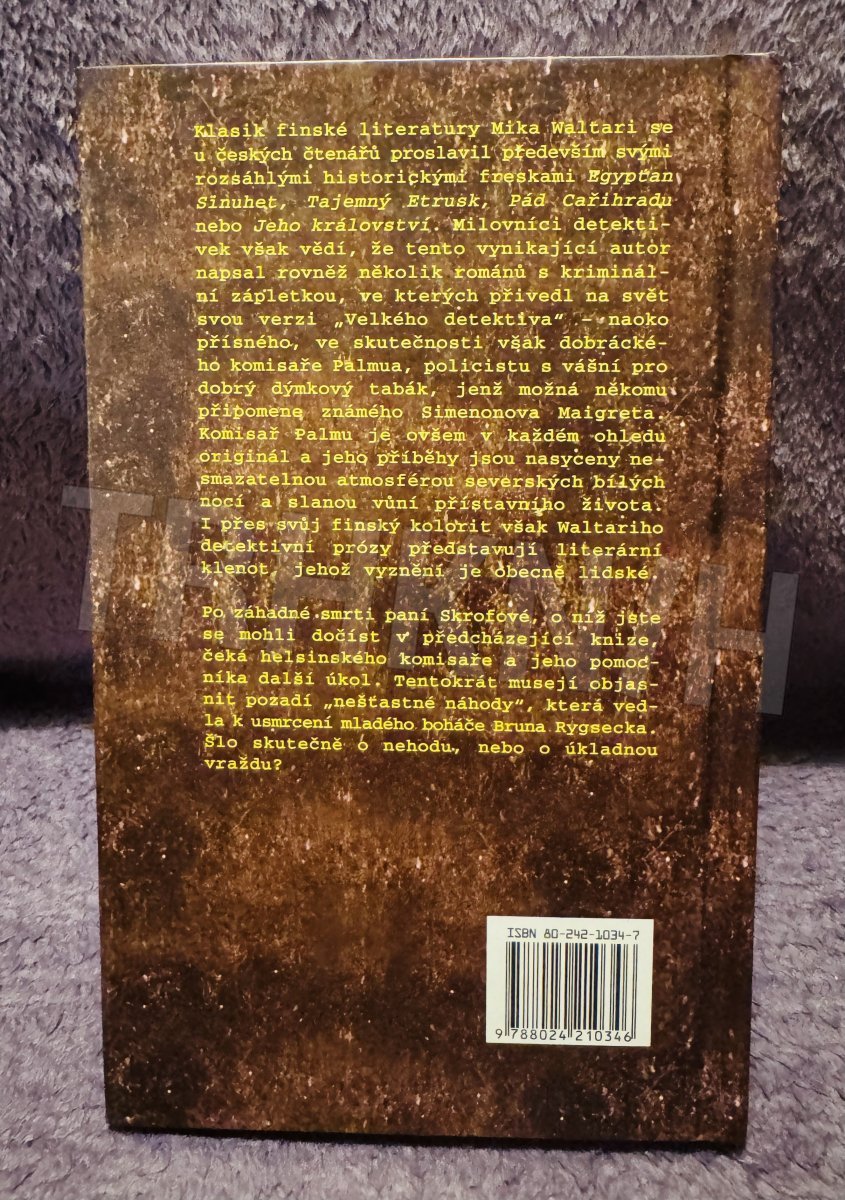 Klasik finské literatury Mika Waltari se
u českých čtenářů proslavil především svými
rozsáhlými historickými freskami Egypťan
Sinuhet, Tajemný Etrusk, Pád Cařihradu
nebo Jeho království. Milovníci detekti-
vek však vědí, že tento vynikající autor
napsal rovněž několik románů s kriminál-
ní zápletkou, ve kterých přivedl na svět
svou verzi „Velkého detektiva“ – naoko
přísného, ve skutečnosti však dobrácké-
ho komisaře Palmua, policistu s vášní pro
dobrý dýmkový tabák, jenž možná někomu
připomene známého Simenonova Maigreta.
Komisař Palmu je ovšem v každém ohledu
originál a jeho příběhy jsou nasyceny ne-
smazatelnou atmosférou severských bílých
nocí a slanou vůní přístavního života.
I přes svůj finský kolorit však Waltariho
detektivní prózy představují literární
klenot, jehož vyznění je obecně lidské.
Po záhadné smrti paní Skrofové, o níž jste
se mohli dočíst v předcházející knize,
čeká helsinského komisaře a jeho pomoc-
níka další úkol. Tentokrát musejí objas-
nit pozadí „nešťastné náhody“, která ved-
la k usmrcení mladého boháče Bruna Rygsecka.
Šlo skutečně o nehodu, nebo o úkladnou
vraždu?
ISBN 80-242-1034-7
9 788024 210346